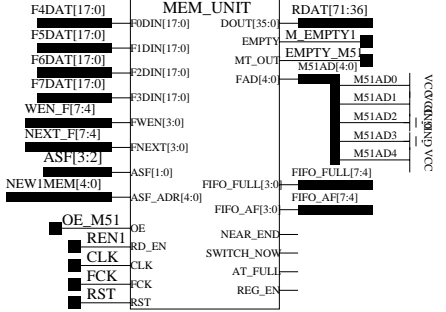 MEM_UNIT
F4DAT[17:0]
F0DIN[17:0]
DOUT[35:0]
RDAT[71:36]
F5DAT[17:0]
F1DIN[17:0]
EMPTY
M_EMPTY1
F6DAT[17:0]
F2DIN[17:0]
MT_OUT
EMPTY_M51
F7DAT[17:0]
F3DIN[17:0]
FAD[4:0]
M51AD[4:0]
M51AD0
VCC
WEN_F[7:4]
FWEN[3:0]
M51AD1
M51AD2
NEXT_F[7:4]
FNEXT[3:0]
M51AD3
M51AD4
VCC
ASF[3:2]
ASF[1:0]
FIFO_FULL[3:0]
FIFO_FULL[7:4]
NEW1MEM[4:0]
ASF_ADR[4:0]
FIFO_AF[3:0]
FIFO_AF[7:4]
OE_M51
OE
NEAR_END
REN1
RD_EN
SWITCH_NOW
CLK
CLK
AT_FULL
FCK
FCK
REG_EN
RST
RST